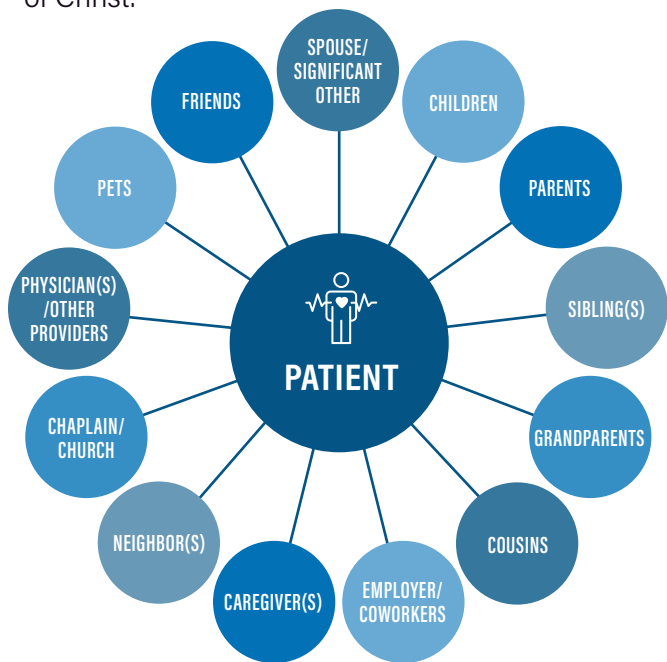 of Christ.
SPOUSE/
SIGNIFICANT
OTHER
CHILDREN
PARENTS
SIBLING(S)
GRANDPARENTS
COUSINS
EMPLOYER/
COWORKERS
CAREGIVER(S)
NEIGHBOR(S)
CHAPLAIN/
CHURCH
PHYSICIAN(S)
/OTHER
PROVIDERS
PETS
FRIENDS
PATIENT